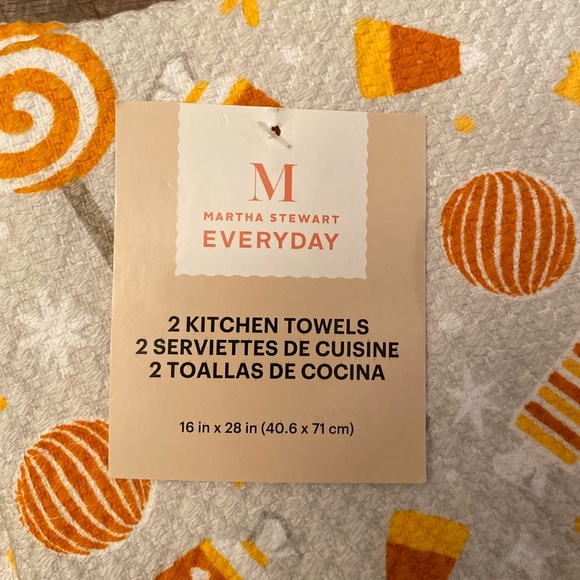 M
MARTHA STEWART
EVERYDAY
2 KITCHEN TOWELS
2 SERVIETTES DE CUISINE
2 TOALLAS DE COCINA
16 in x 28 in (40.6 x 71 cm)